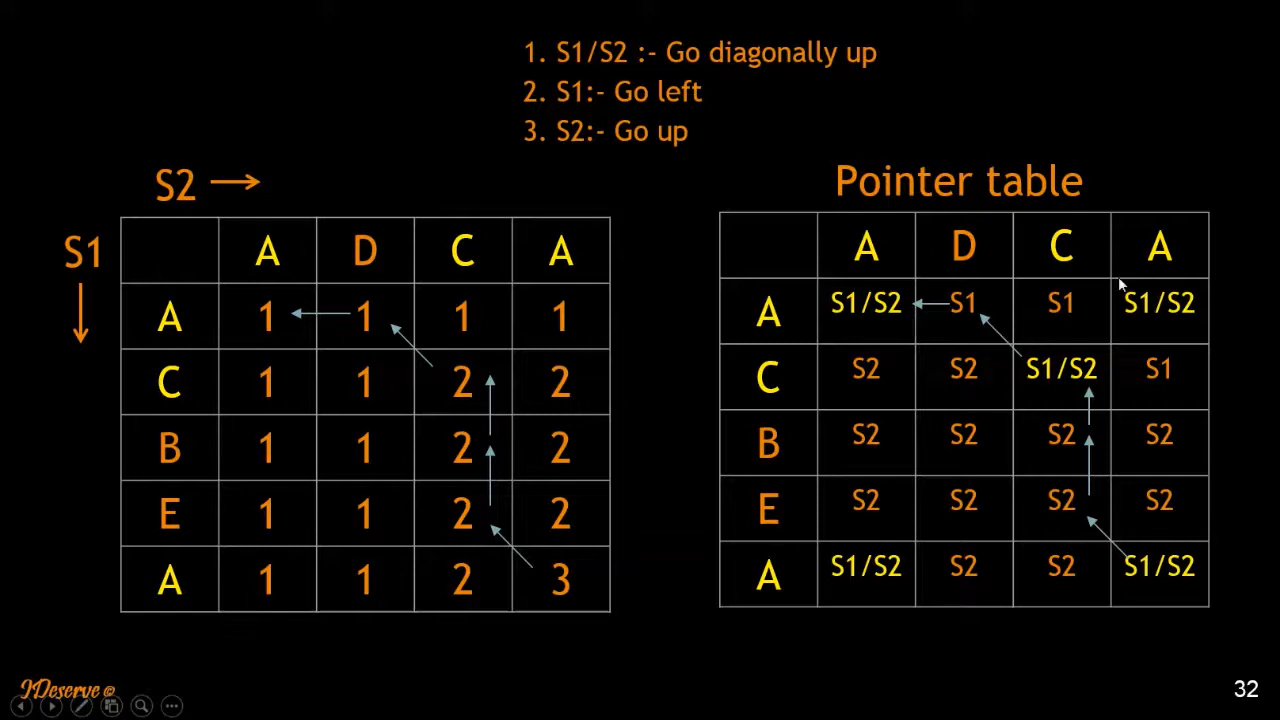 1. S1/S2 :- Go diagonally up
2. S1:- Go left
3. S2:- Go up
S2
S1
A D C A
A 1 1 1 1
C 1 1 2 2
B 1 1 2 2
E 1 1 2 2
A 1 1 2 3
Pointer table
A D C A
A S1/S2 S1 S1 S1/S2
C S2 S2 S1/S2 S1
B S2 S2 S2 S2
E S2 S2 S2 S2
A S1/S2 S2 S2 S1/S2
JDeserve ©
32